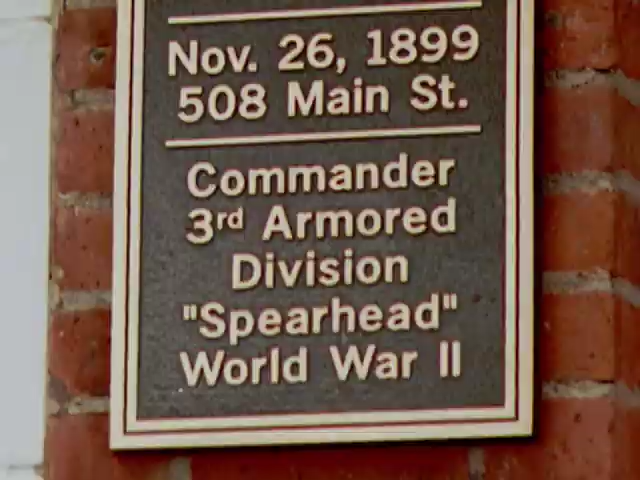 Nov. 26, 1899
508 Main St.
Commander
3rd Armored
Division
"Spearhead"
World War II